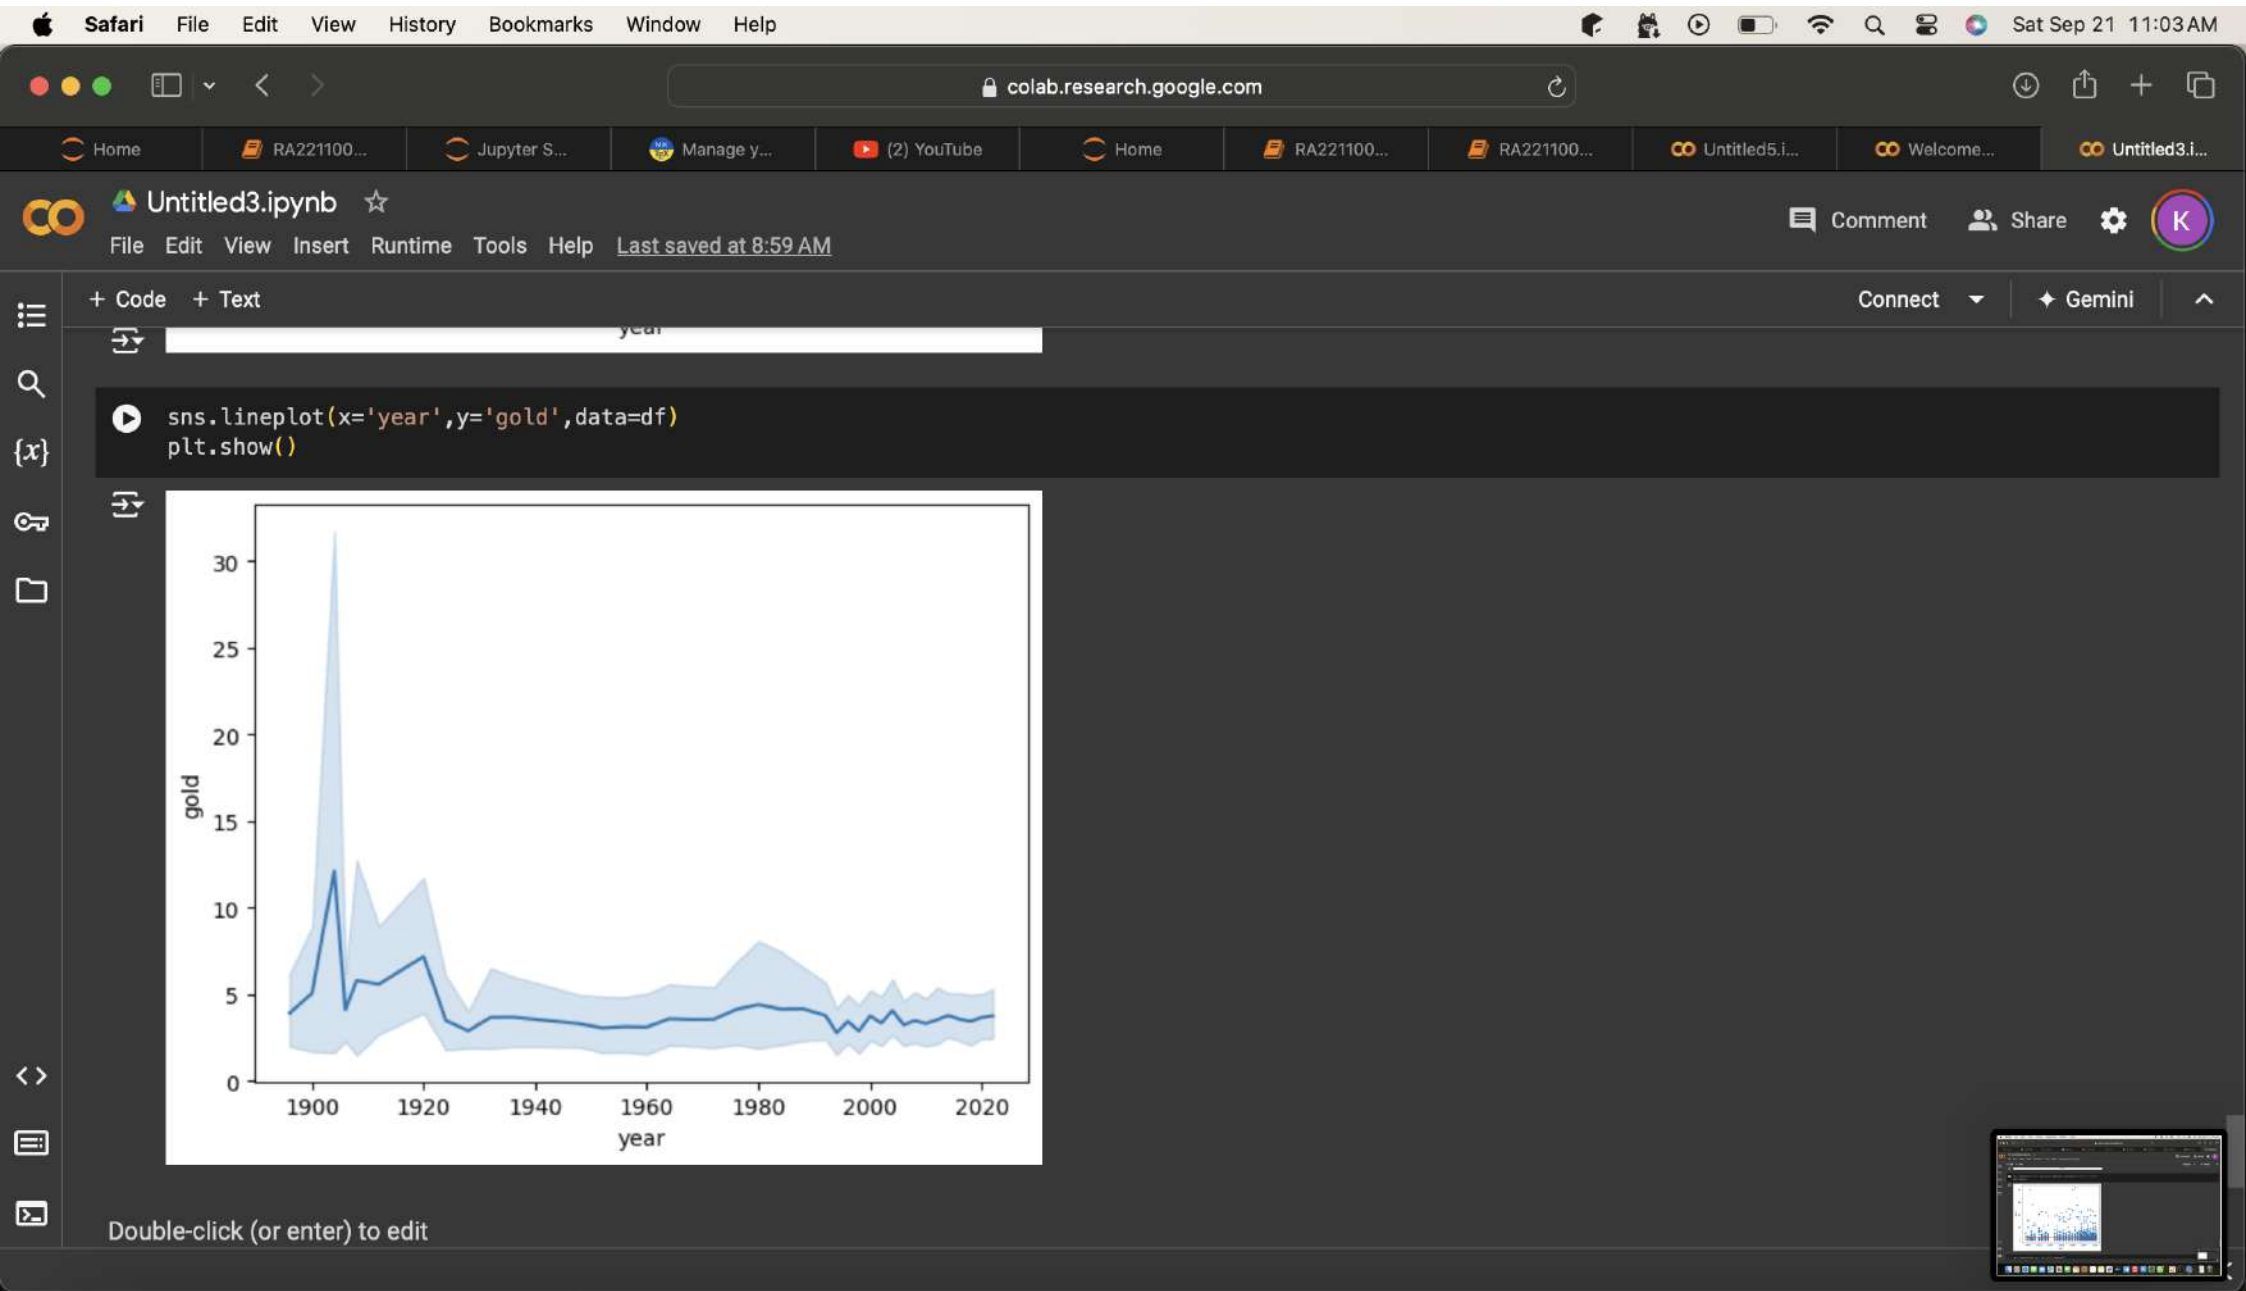 Safari File Edit View History Bookmarks Window Help Sat Sep 21 11:03 AM
colab.research.google.com
Home RA221100... Jupyter S... Manage y... (2) YouTube Home RA221100... RA221100... Untitled5.i... Welcome... Untitled3.i...
Untitled3.ipynb
Comment Share K
File Edit View Insert Runtime Tools Help Last saved at 8:59 AM
+ Code + Text Connect Gemini
year
{x}
sns.lineplot(x='year',y='gold',data=df)
plt.show()
30
25
20
gold
15
10
5
0
1900 1920 1940 1960 1980 2000 2020
year
Double-click (or enter) to edit